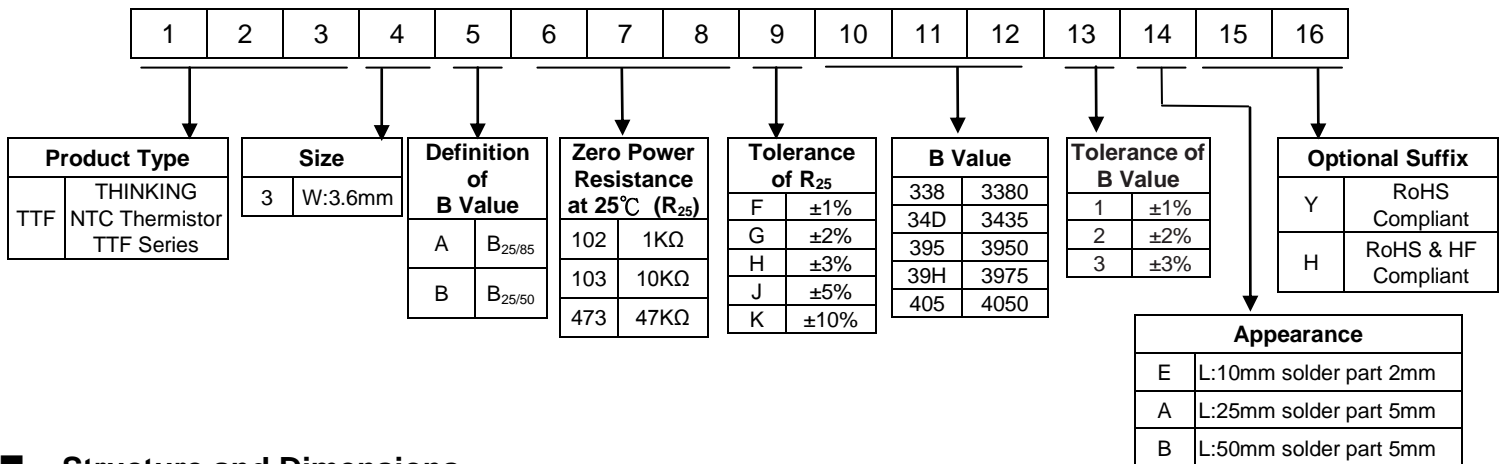 1 2 3 4 5 6 7 8 9 10 11 12 13 14 15 16
Product Type
TTF
THINKING
NTC Thermistor
TTF Series
Size
3 W:3.6mm
Definition
of
B Value
A B25/85
B B25/50
Zero Power
Resistance
at 25℃ (R25)
102 1KΩ
103 10KΩ
473 47KΩ
Tolerance
of R25
F ±1%
G ±2%
H ±3%
J ±5%
K ±10%
B Value
338 3380
34D 3435
395 3950
39H 3975
405 4050
Tolerance of
B Value
1 ±1%
2 ±2%
3 ±3%
Optional Suffix
Y
RoHS
Compliant
H
RoHS & HF
Compliant
Appearance
E L:10mm solder part 2mm
A L:25mm solder part 5mm
B L:50mm solder part 5mm
Structure and Dimensions